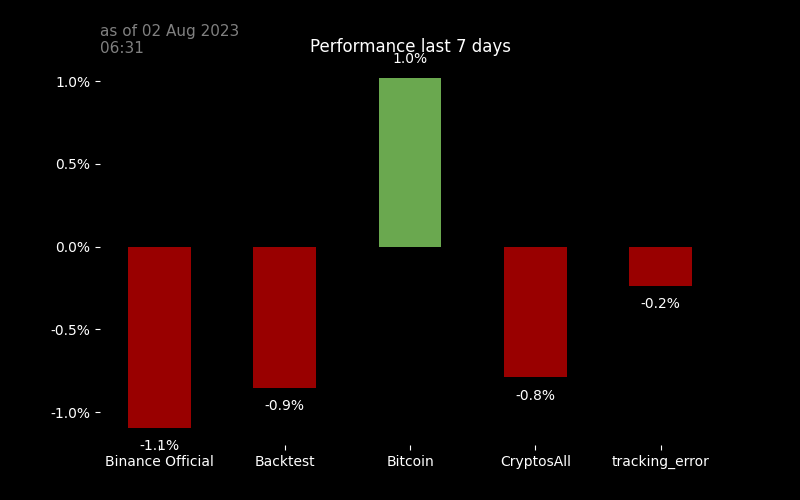 as of 02 Aug 2023
06:31
Performance last 7 days
1.0%
1.0%
0.5%
0.0%
-0.5%
-1.0%
-1.1%
-0.9%
-0.8%
-0.2%
Binance Official
Backtest
Bitcoin
CryptosAll
tracking_error